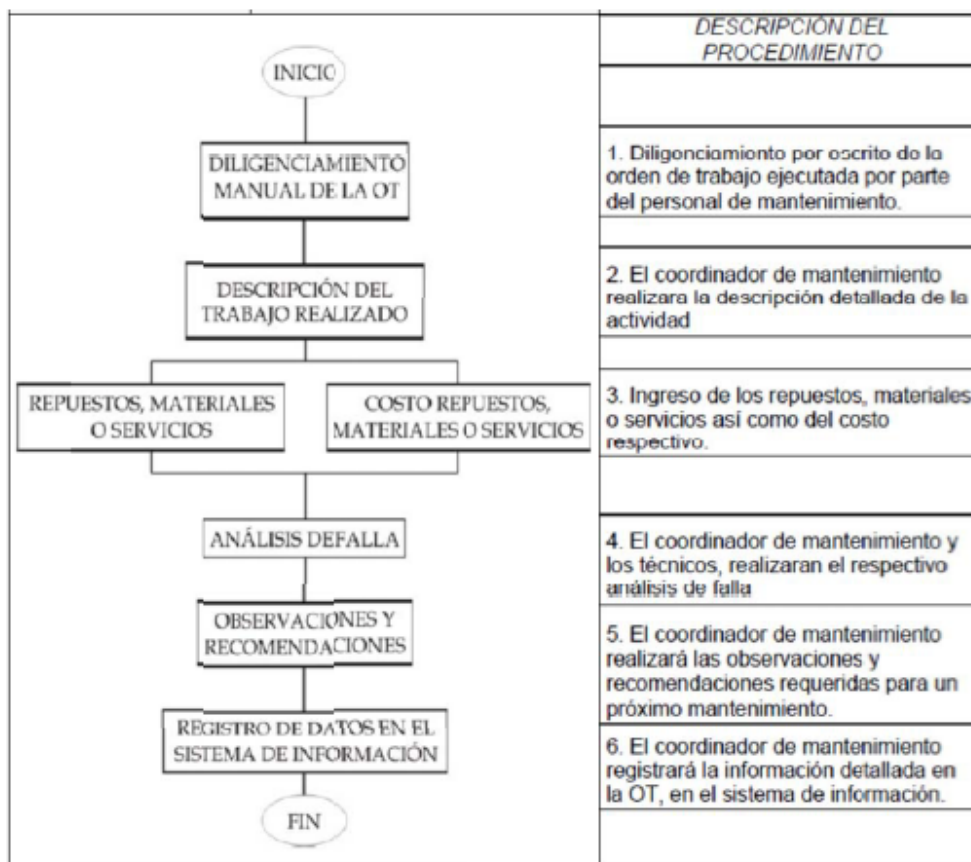 DESCRIPCIÓN DEL
PROCEDIMIENTO
INICIO
DILIGENCIAMIENTO
MANUAL DE LA OT
1. Diligenciamiento por escrito de la
orden de trabajo ejecutada por parte
del personal de mantenimiento.
DESCRIPCIÓN DEL
TRABAJO REALIZADO
2. El coordinador de mantenimiento
realizara la descripción detallada de la
actividad
REPUESTOS, MATERIALES
O SERVICIOS
COSTO REPUESTOS,
MATERIALES O SERVICIOS
3. Ingreso de los repuestos, materiales
o servicios así como del costo
respectivo.
ANÁLISIS DEFALLA
4. El coordinador de mantenimiento y
los técnicos, realizaran el respectivo
análisis de falla
OBSERVACIONES Y
RECOMENDACIONES
5. El coordinador de mantenimiento
realizará las observaciones y
recomendaciones requeridas para un
próximo mantenimiento.
REGISTRO DE DATOS EN EL
SISTEMA DE INFORMACIÓN
6. El coordinador de mantenimiento
registrará la información detallada en
la OT, en el sistema de información.
FIN